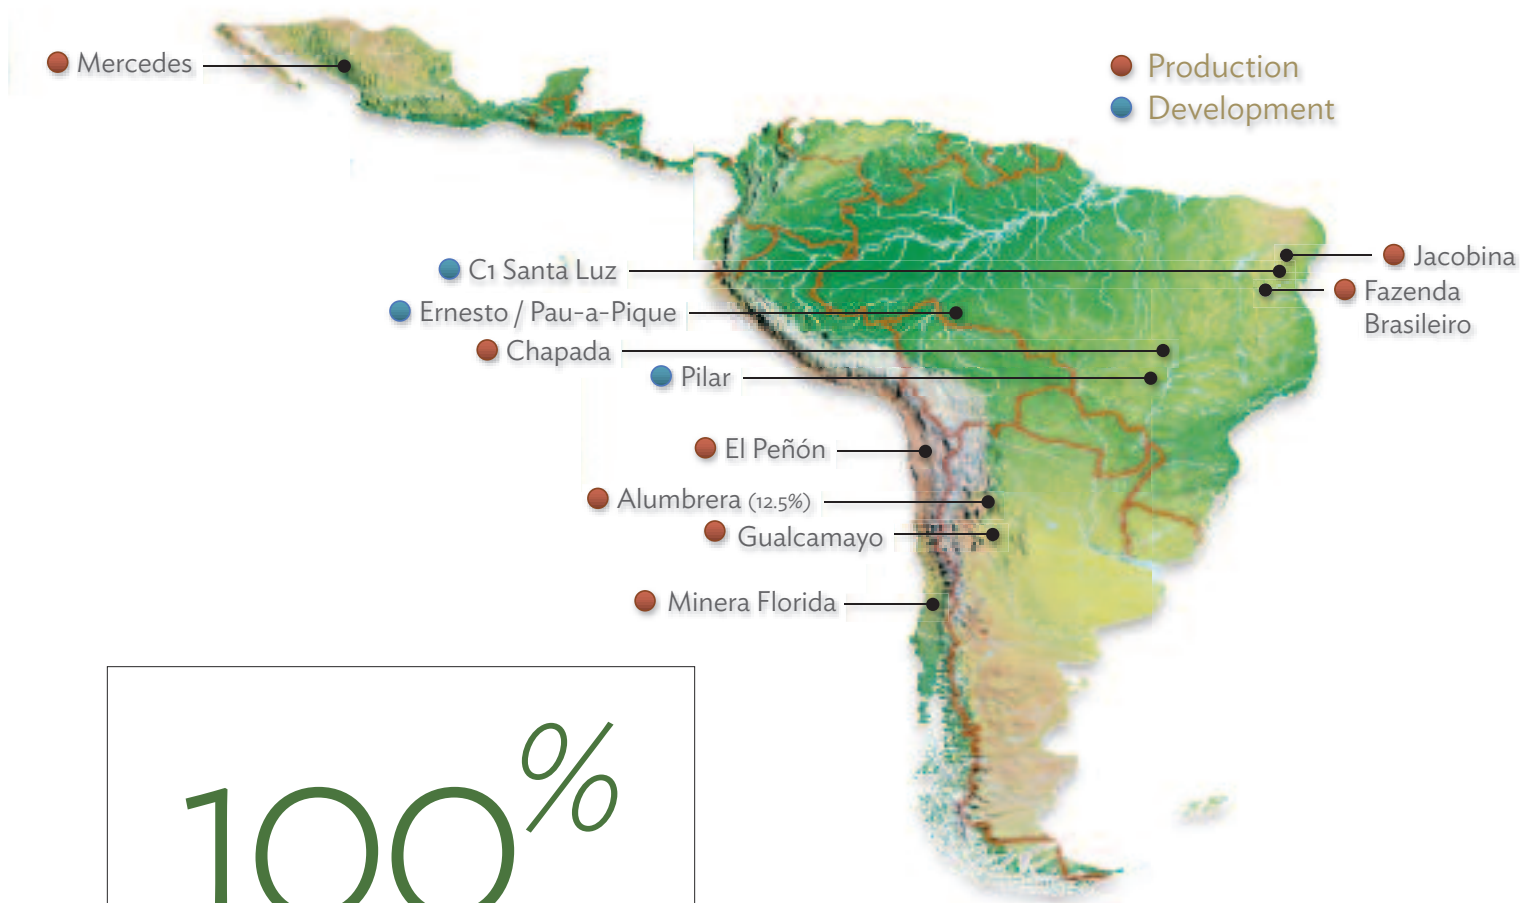 Mercedes
Production
Development
Jacobina
C1 Santa Luz
Fazenda
Brasileiro
Ernesto / Pau-a-Pique
Chapada
Pilar
El Peñón
Alumbrera (12.5%)
Gualcamayo
Minera Florida
100%